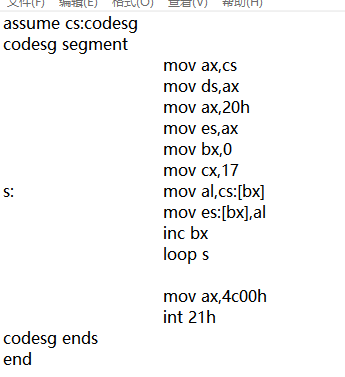 文件(F) 编辑(E) 格式(O) 查看(V) 帮助(H)
assume cs:codesg
codesg segment
mov ax,cs
mov ds,ax
mov ax,20h
mov es,ax
mov bx,0
mov cx,17
s: mov al,cs:[bx]
mov es:[bx],al
inc bx
loop s
mov ax,4c00h
int 21h
codesg ends
end